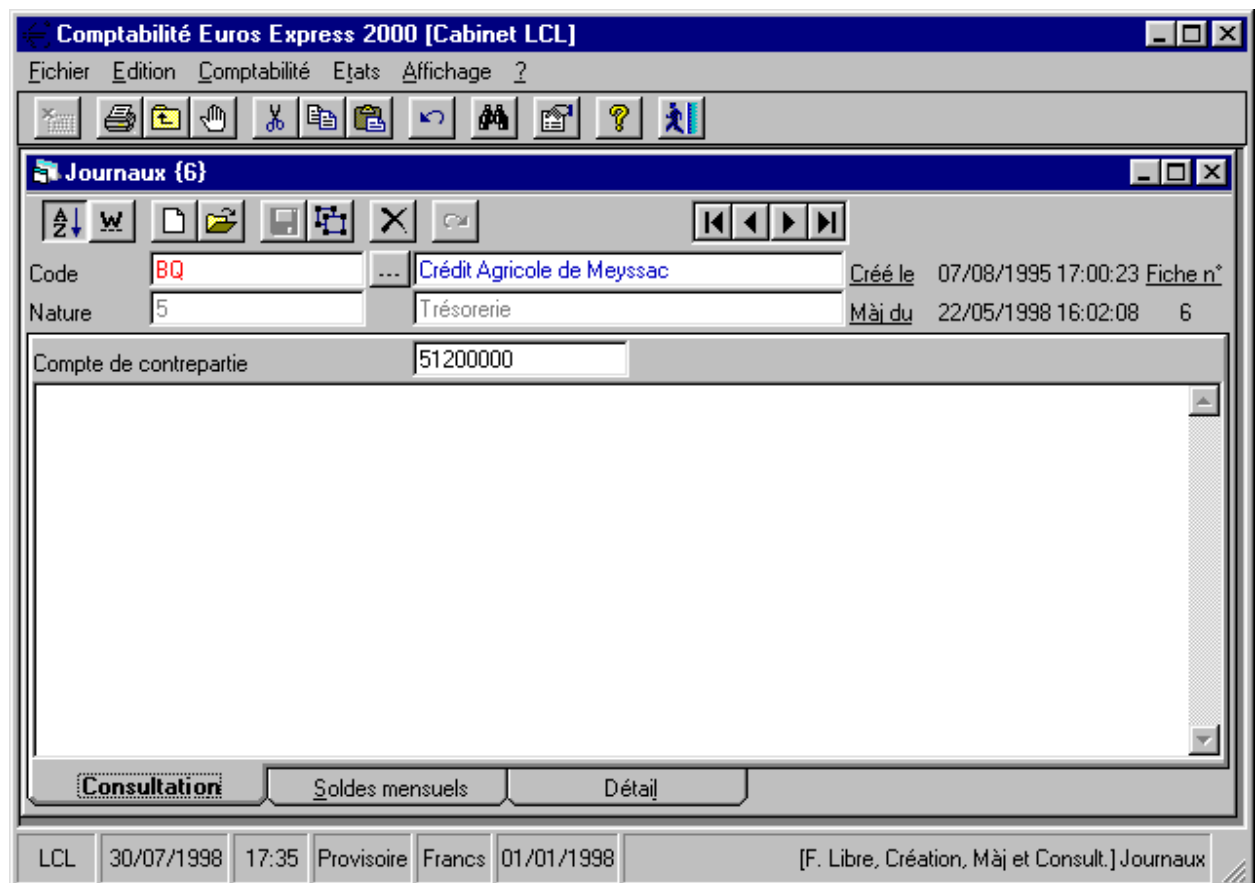 Comptabilité Euros Express 2000 [Cabinet LCL]
Fichier Edition Comptabilité Etats Affichage ?
Journaux {6}
A Z W
Code BQ ... Crédit Agricole de Meyssac Créé le 07/08/1995 17:00:23 Fiche n°
Nature 5 Trésorerie Màj du 22/05/1998 16:02:08 6
Compte de contrepartie 51200000
Consultation Soldes mensuels Détail
LCL 30/07/1998 17:35 Provisoire Francs 01/01/1998 [F. Libre, Création, Màj et Consult.] Journaux